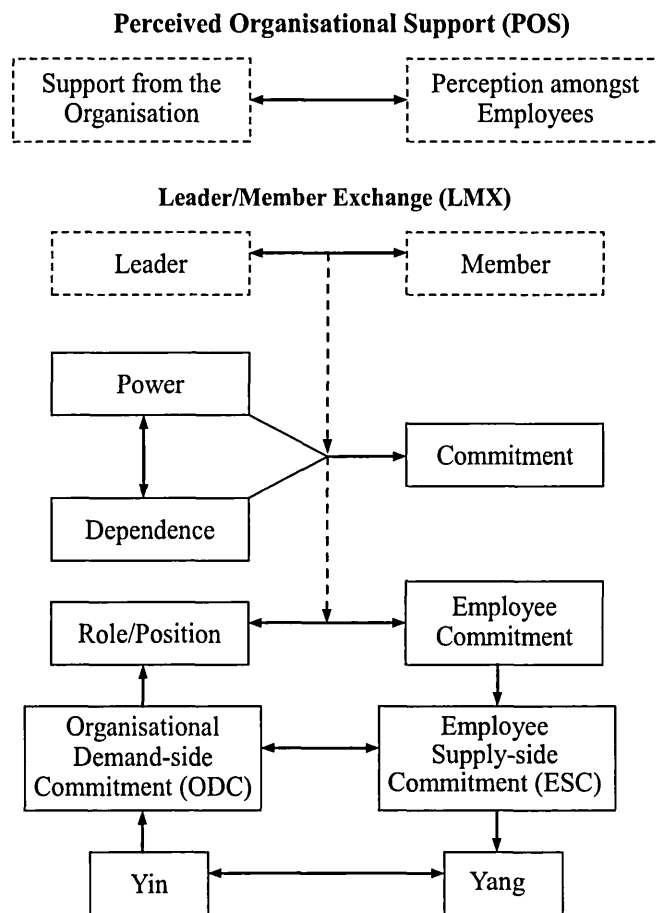 Perceived Organisational Support (POS)
Support from the
Organisation
Perception amongst
Employees
Leader/Member Exchange (LMX)
Leader
Member
Power
Commitment
Dependence
Role/Position
Employee
Commitment
Organisational
Demand-side
Commitment (ODC)
Employee
Supply-side
Commitment (ESC)
Yin
Yang